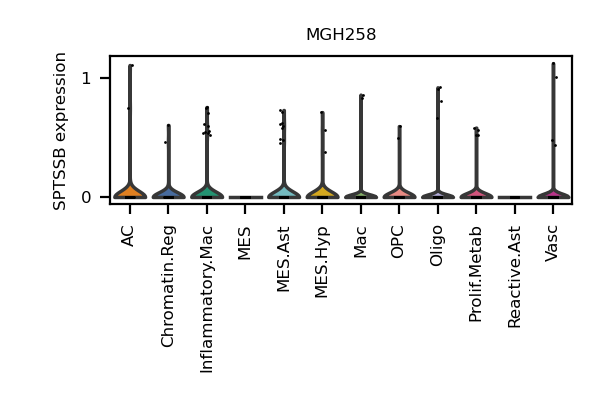 MGH258
SPTSSB expression
1
0
AC
Chromatin.Reg
Inflammatory.Mac
MES
MES.Ast
MES.Hyp
Mac
OPC
Oligo
Prolif.Metab
Reactive.Ast
Vasc